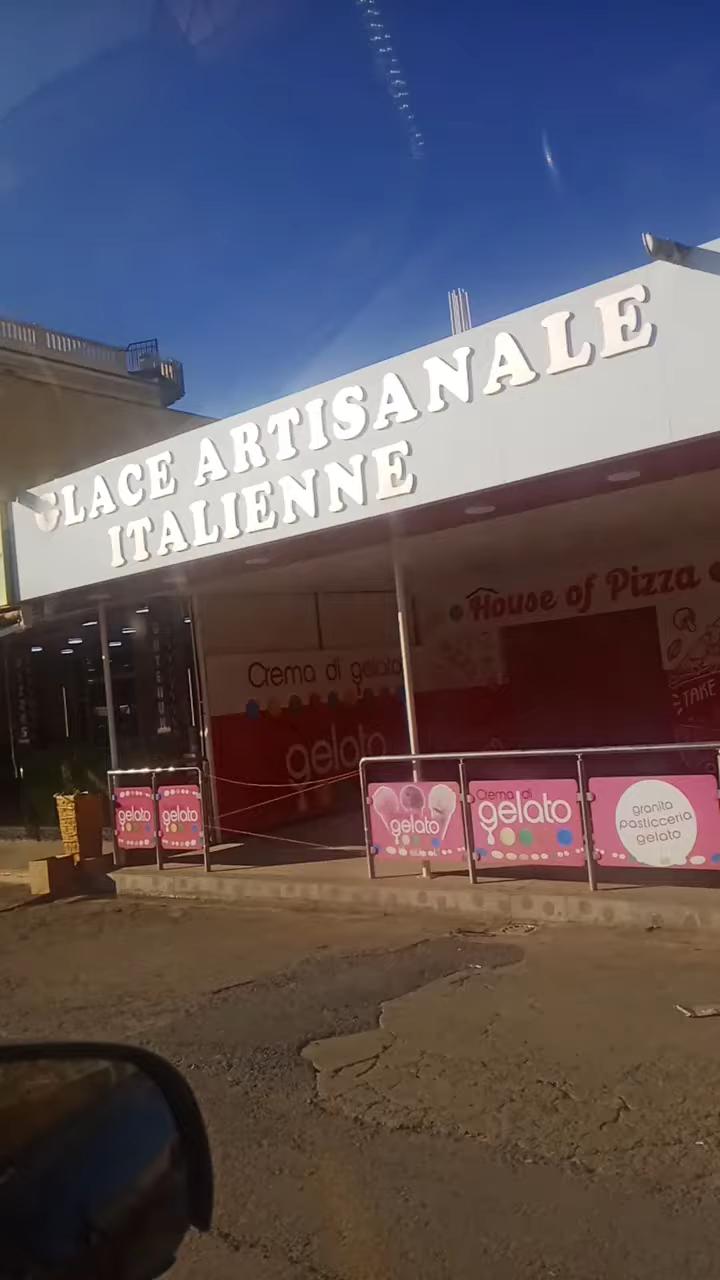 GLACE ARTISANALE
ITALIENNE
House of Pizza
TAKE
Crema di gelato
gelato
gelato
gelato
gelato
Crema di
gelato
granita
pasticceria
gelato